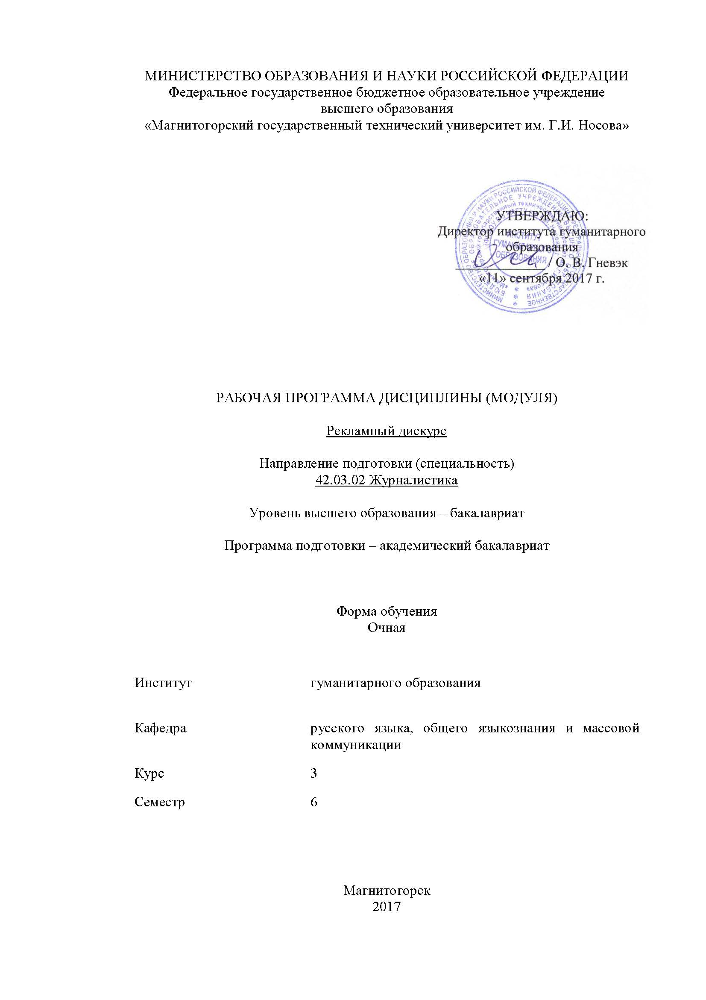 МИНИСТЕРСТВО ОБРАЗОВАНИЯ И НАУКИ РОССИЙСКОЙ ФЕДЕРАЦИИ
Федеральное государственное бюджетное образовательное учреждение
высшего образования
«Магнитогорский государственный технический университет им. Г.И. Носова»
УТВЕРЖДАЮ:
Директор института гуманитарного
образования
/ О. В. Гневэк
«11» сентября 2017 г.
ИНСТИТУТ
ГУМАНИТАРНОГО
ОБРАЗОВАНИЯ
РАБОЧАЯ ПРОГРАММА ДИСЦИПЛИНЫ (МОДУЛЯ)
Рекламный дискурс
Направление подготовки (специальность)
42.03.02 Журналистика
Уровень высшего образования – бакалавриат
Программа подготовки – академический бакалавриат
Форма обучения
Очная
Институт гуманитарного образования
Кафедра русского языка, общего языкознания и массовой
коммуникации
Курс 3
Семестр 6
Магнитогорск
2017